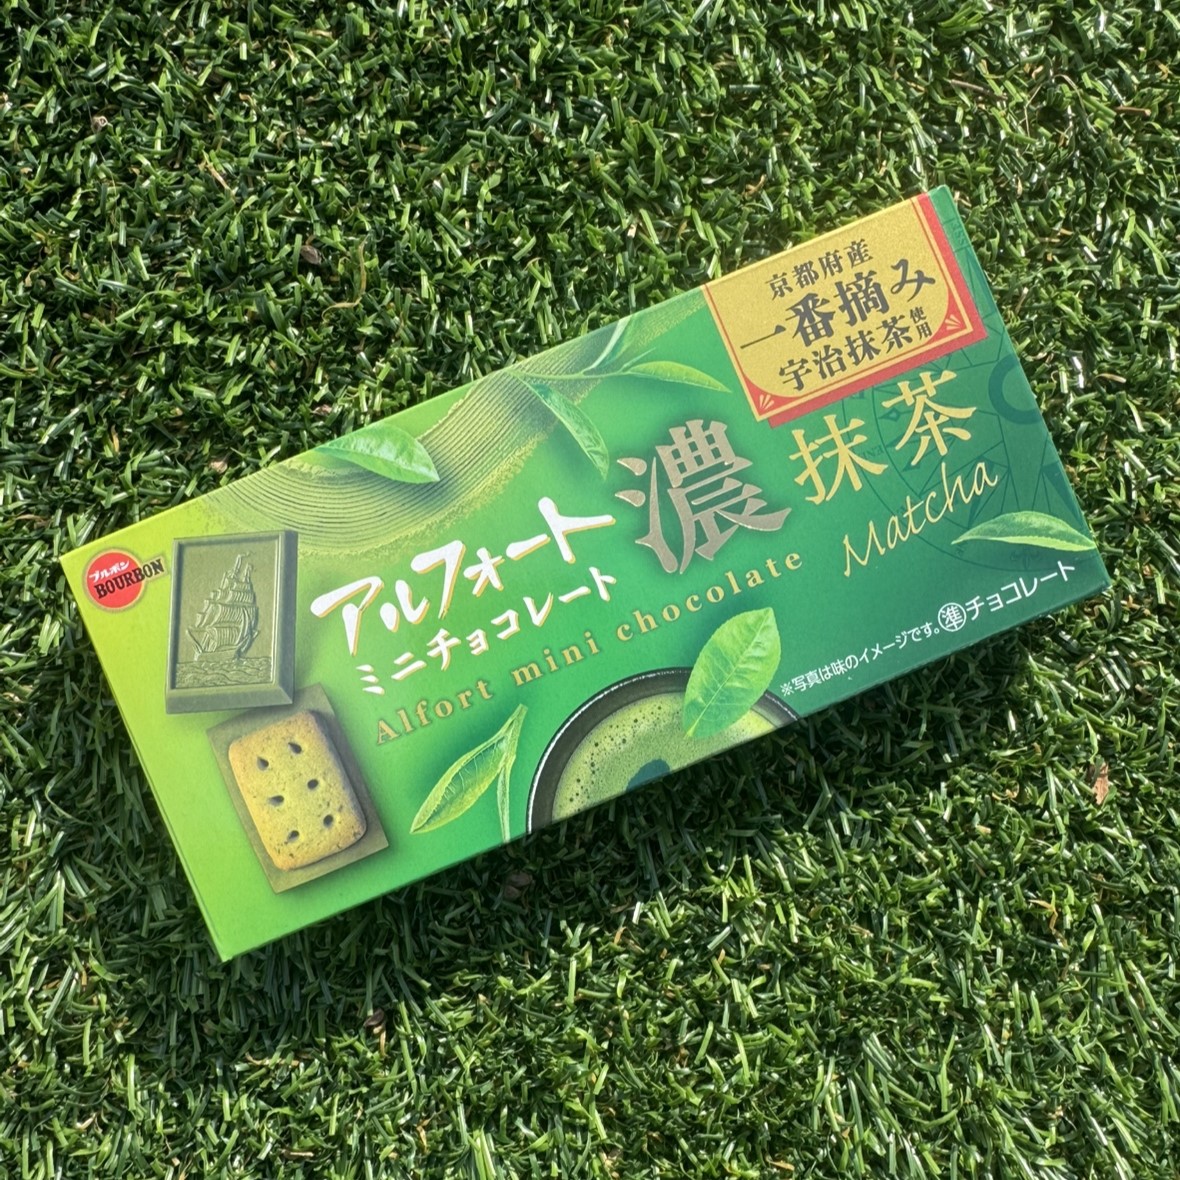 ブルボン
BOURBON
京都府産
一番摘み
宇治抹茶使用
アルフォート
ミニチョコレート
濃
抹茶
Matcha
Alfort mini chocolate
※写真は味のイメージです。
準チョコレート